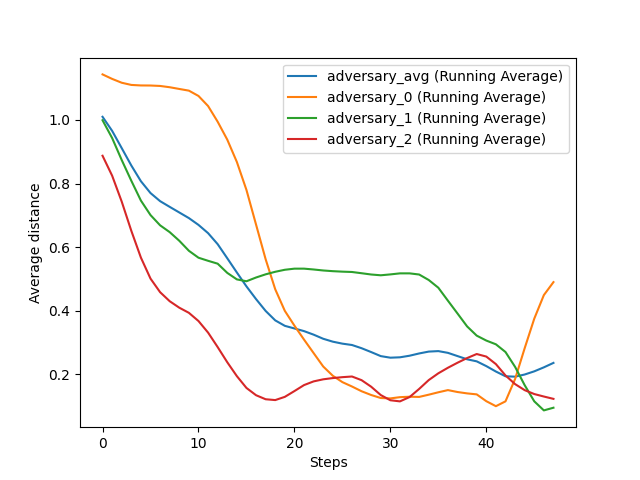 adversary_avg (Running Average)
adversary_0 (Running Average)
adversary_1 (Running Average)
adversary_2 (Running Average)
Average distance
1.0
0.8
0.6
0.4
0.2
0 10 20 30 40
Steps